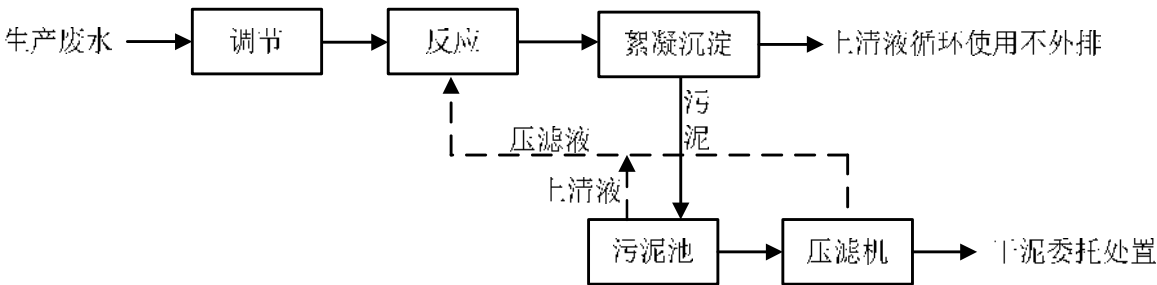 生产废水
调节
反应
絮凝沉淀
上清液循环使用不外排
污泥
压滤液
上清液
污泥池
压滤机
干泥委托处置